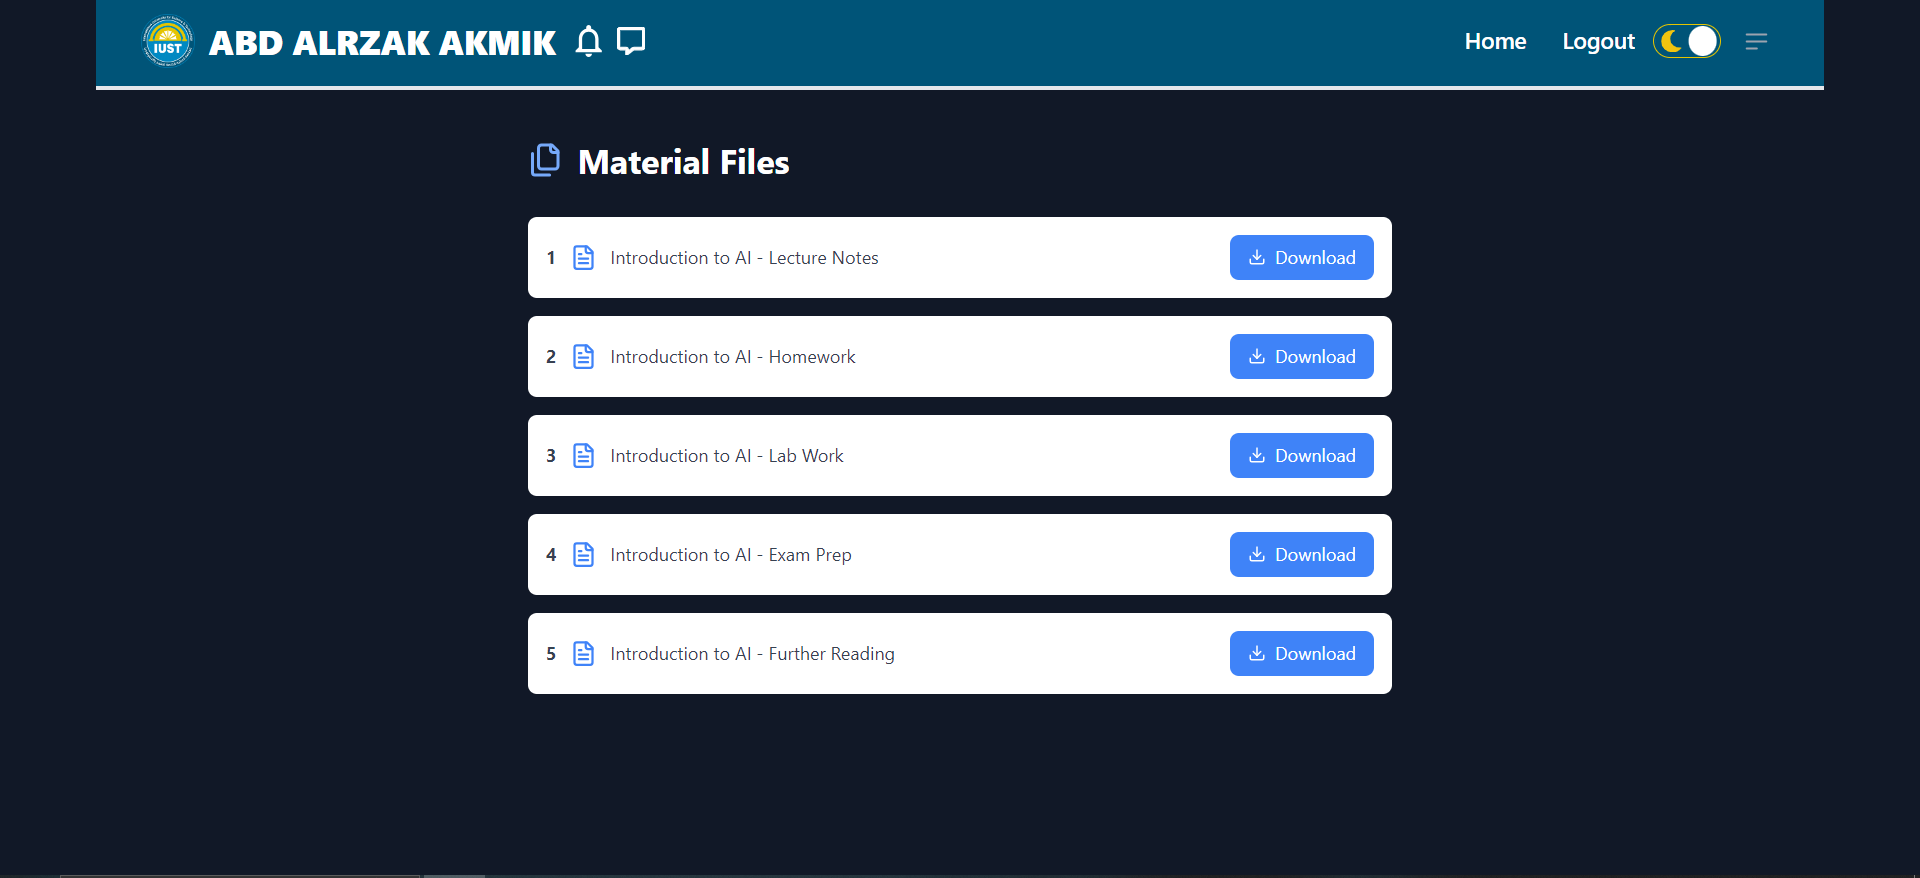 IUST
ABD ALRZAK AKMIK
Home
Logout
Material Files
1 Introduction to AI - Lecture Notes Download
2 Introduction to AI - Homework Download
3 Introduction to AI - Lab Work Download
4 Introduction to AI - Exam Prep Download
5 Introduction to AI - Further Reading Download